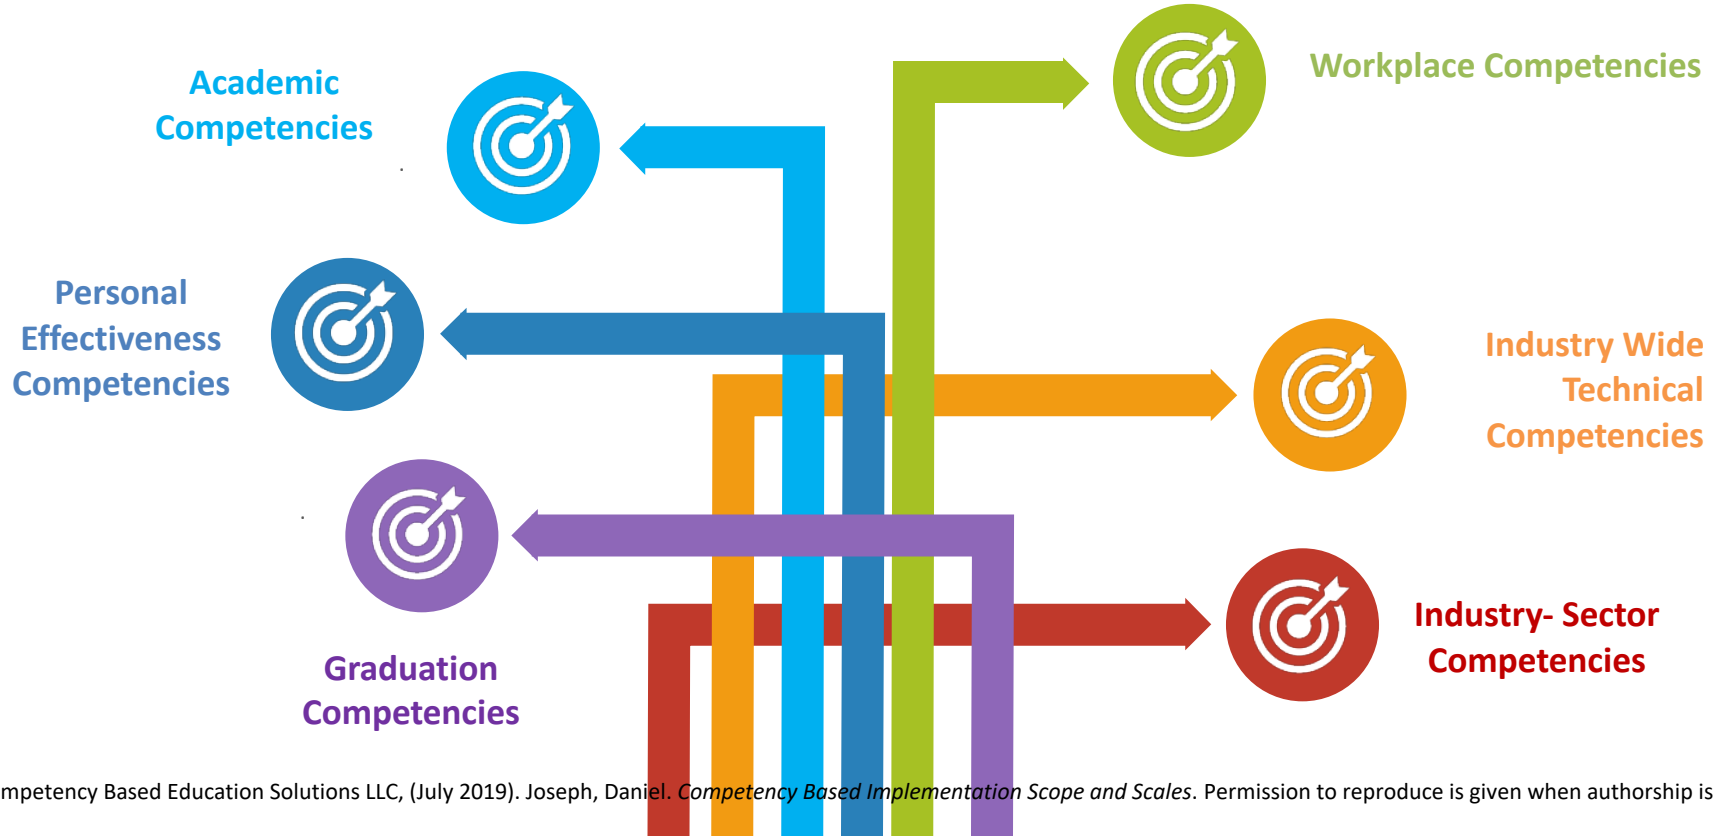 Academic
Competencies
Workplace Competencies
Personal
Effectiveness
Competencies
Industry Wide
Technical
Competencies
Graduation
Competencies
Industry- Sector
Competencies
mpetency Based Education Solutions LLC, (July 2019). Joseph, Daniel. Competency Based Implementation Scope and Scales. Permission to reproduce is given when authorship is